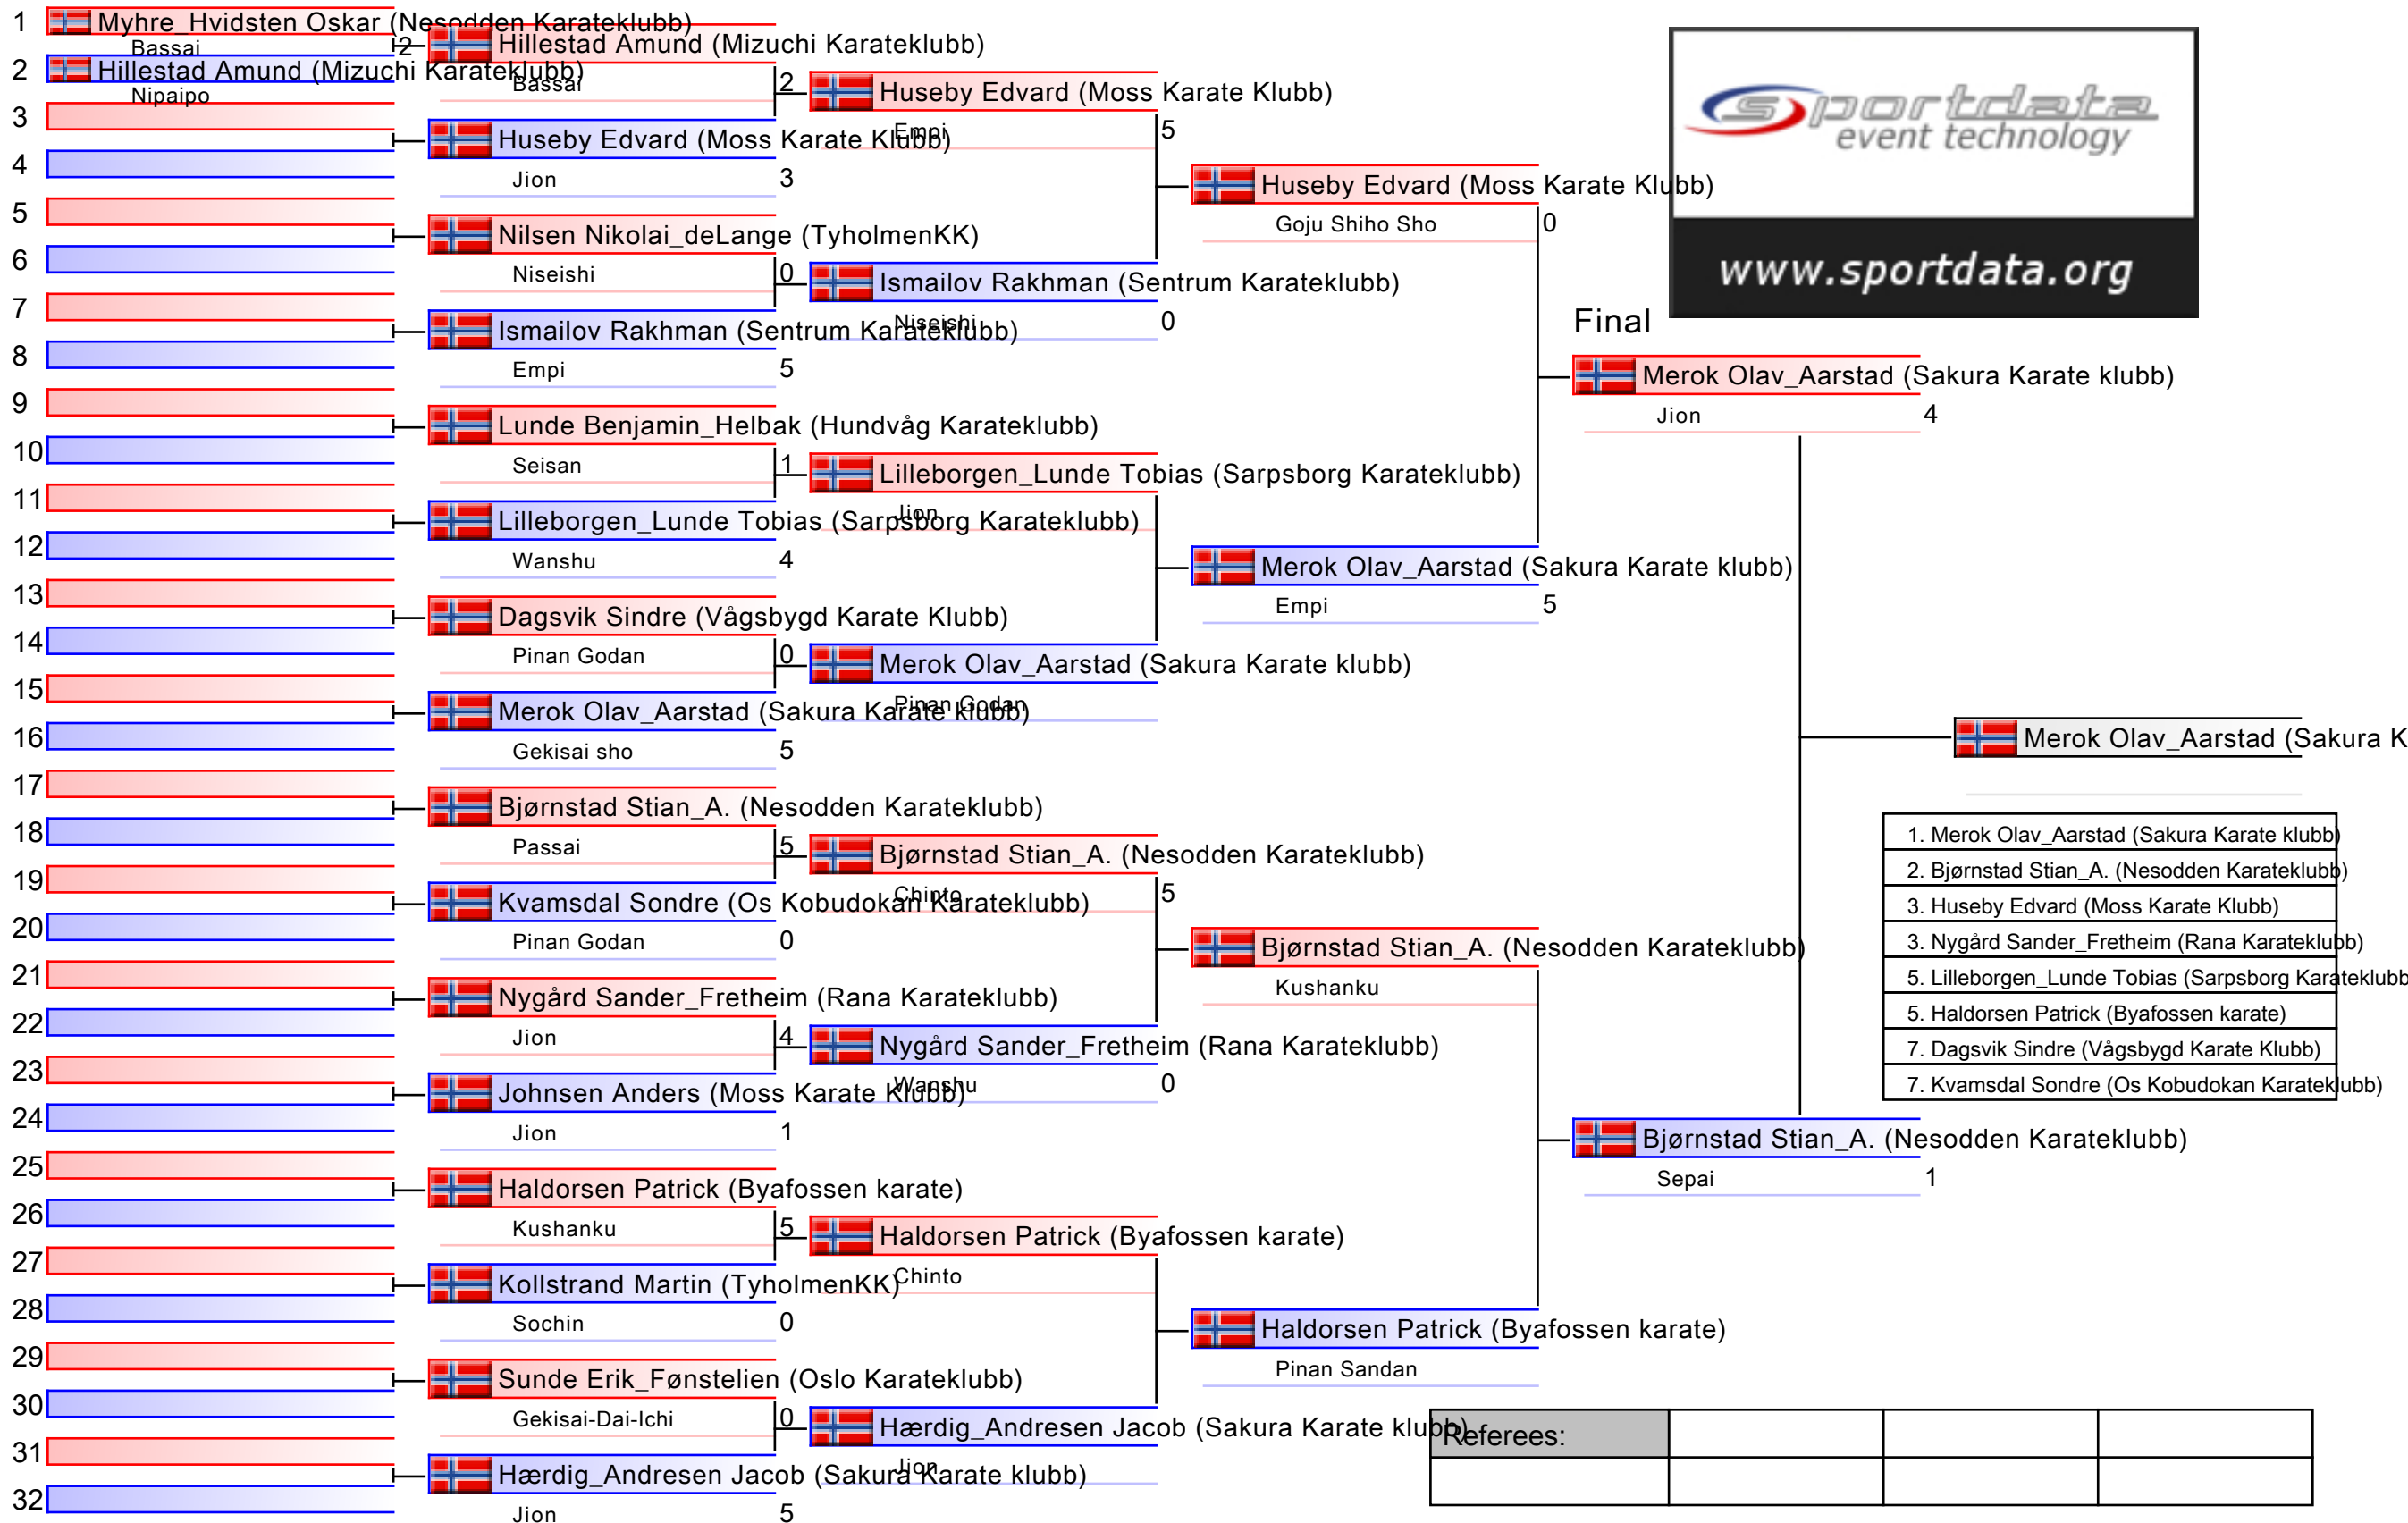 1 Myhre_Hvidsten Oskar (Nesodden Karateklubb)
Bassai 2
2 Hillestad Amund (Mizuchi Karateklubb)
Nipaipo
3
4
5
6
7
8
9
10
11
12
13
14
15
16
17
18
19
20
21
22
23
24
25
26
27
28
29
30
31
32
Hillestad Amund (Mizuchi Karateklubb)
Bassai 2
Huseby Edvard (Moss Karate Klubb)
Jion 3
Nilsen Nikolai_deLange (TyholmenKK)
Niseishi 0
Ismailov Rakhman (Sentrum Karateklubb)
Empi 5
Lunde Benjamin_Helbak (Hundvåg Karateklubb)
Seisan 1
Lilleborgen_Lunde Tobias (Sarpsborg Karateklubb)
Wanshu 4
Dagsvik Sindre (Vågsbygd Karate Klubb)
Pinan Godan 0
Merok Olav_Aarstad (Sakura Karate klubb)
Gekisai sho 5
Bjørnstad Stian_A. (Nesodden Karateklubb)
Passai 5
Kvamsdal Sondre (Os Kobudokan Karateklubb)
Pinan Godan 0
Nygård Sander_Fretheim (Rana Karateklubb)
Jion 4
Johnsen Anders (Moss Karate Klubb)
Jion 1
Haldorsen Patrick (Byafossen karate)
Kushanku 5
Kollstrand Martin (TyholmenKK)
Sochin 0
Sunde Erik_Fønstelien (Oslo Karateklubb)
Gekisai-Dai-Ichi 0
Hærdig_Andresen Jacob (Sakura Karate klubb)
Jion 5
Huseby Edvard (Moss Karate Klubb)
Empi 5
Ismailov Rakhman (Sentrum Karateklubb)
Niseishi 0
Lilleborgen_Lunde Tobias (Sarpsborg Karateklubb)
Jion
Merok Olav_Aarstad (Sakura Karate klubb)
Pinan Godan
Bjørnstad Stian_A. (Nesodden Karateklubb)
Chinto 5
Nygård Sander_Fretheim (Rana Karateklubb)
Wanshu 0
Haldorsen Patrick (Byafossen karate)
Chinto
Hærdig_Andresen Jacob (Sakura Karate klubb)
Jion
Huseby Edvard (Moss Karate Klubb)
Goju Shiho Sho 0
Merok Olav_Aarstad (Sakura Karate klubb)
Empi 5
Bjørnstad Stian_A. (Nesodden Karateklubb)
Kushanku
Haldorsen Patrick (Byafossen karate)
Pinan Sandan
sportdata
event technology
www.sportdata.org
Final
Merok Olav_Aarstad (Sakura Karate klubb)
Jion 4
Bjørnstad Stian_A. (Nesodden Karateklubb)
Sepai 1
Merok Olav_Aarstad (Sakura K
1. Merok Olav_Aarstad (Sakura Karate klubb)
2. Bjørnstad Stian_A. (Nesodden Karateklubb)
3. Huseby Edvard (Moss Karate Klubb)
3. Nygård Sander_Fretheim (Rana Karateklubb)
5. Lilleborgen_Lunde Tobias (Sarpsborg Karateklubb
5. Haldorsen Patrick (Byafossen karate)
7. Dagsvik Sindre (Vågsbygd Karate Klubb)
7. Kvamsdal Sondre (Os Kobudokan Karateklubb)
Referees: